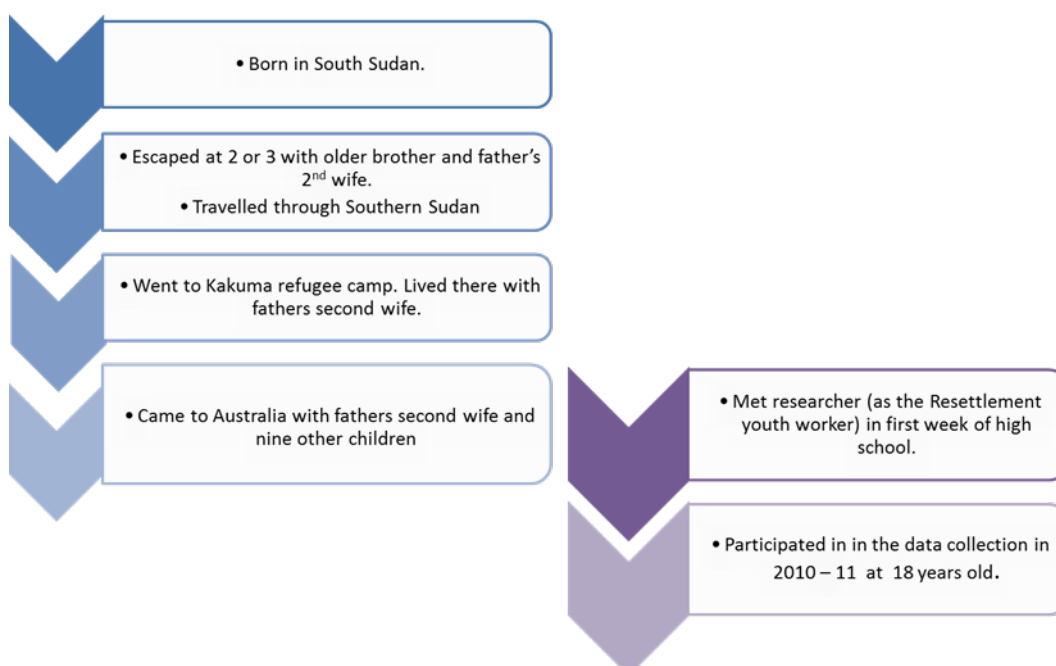 • Born in South Sudan.
• Escaped at 2 or 3 with older brother and father's
2nd wife.
• Travelled through Southern Sudan
• Went to Kakuma refugee camp. Lived there with
fathers second wife.
• Came to Australia with fathers second wife and
nine other children
• Met researcher (as the Resettlement
youth worker) in first week of high
school.
• Participated in in the data collection in
2010 – 11 at 18 years old.